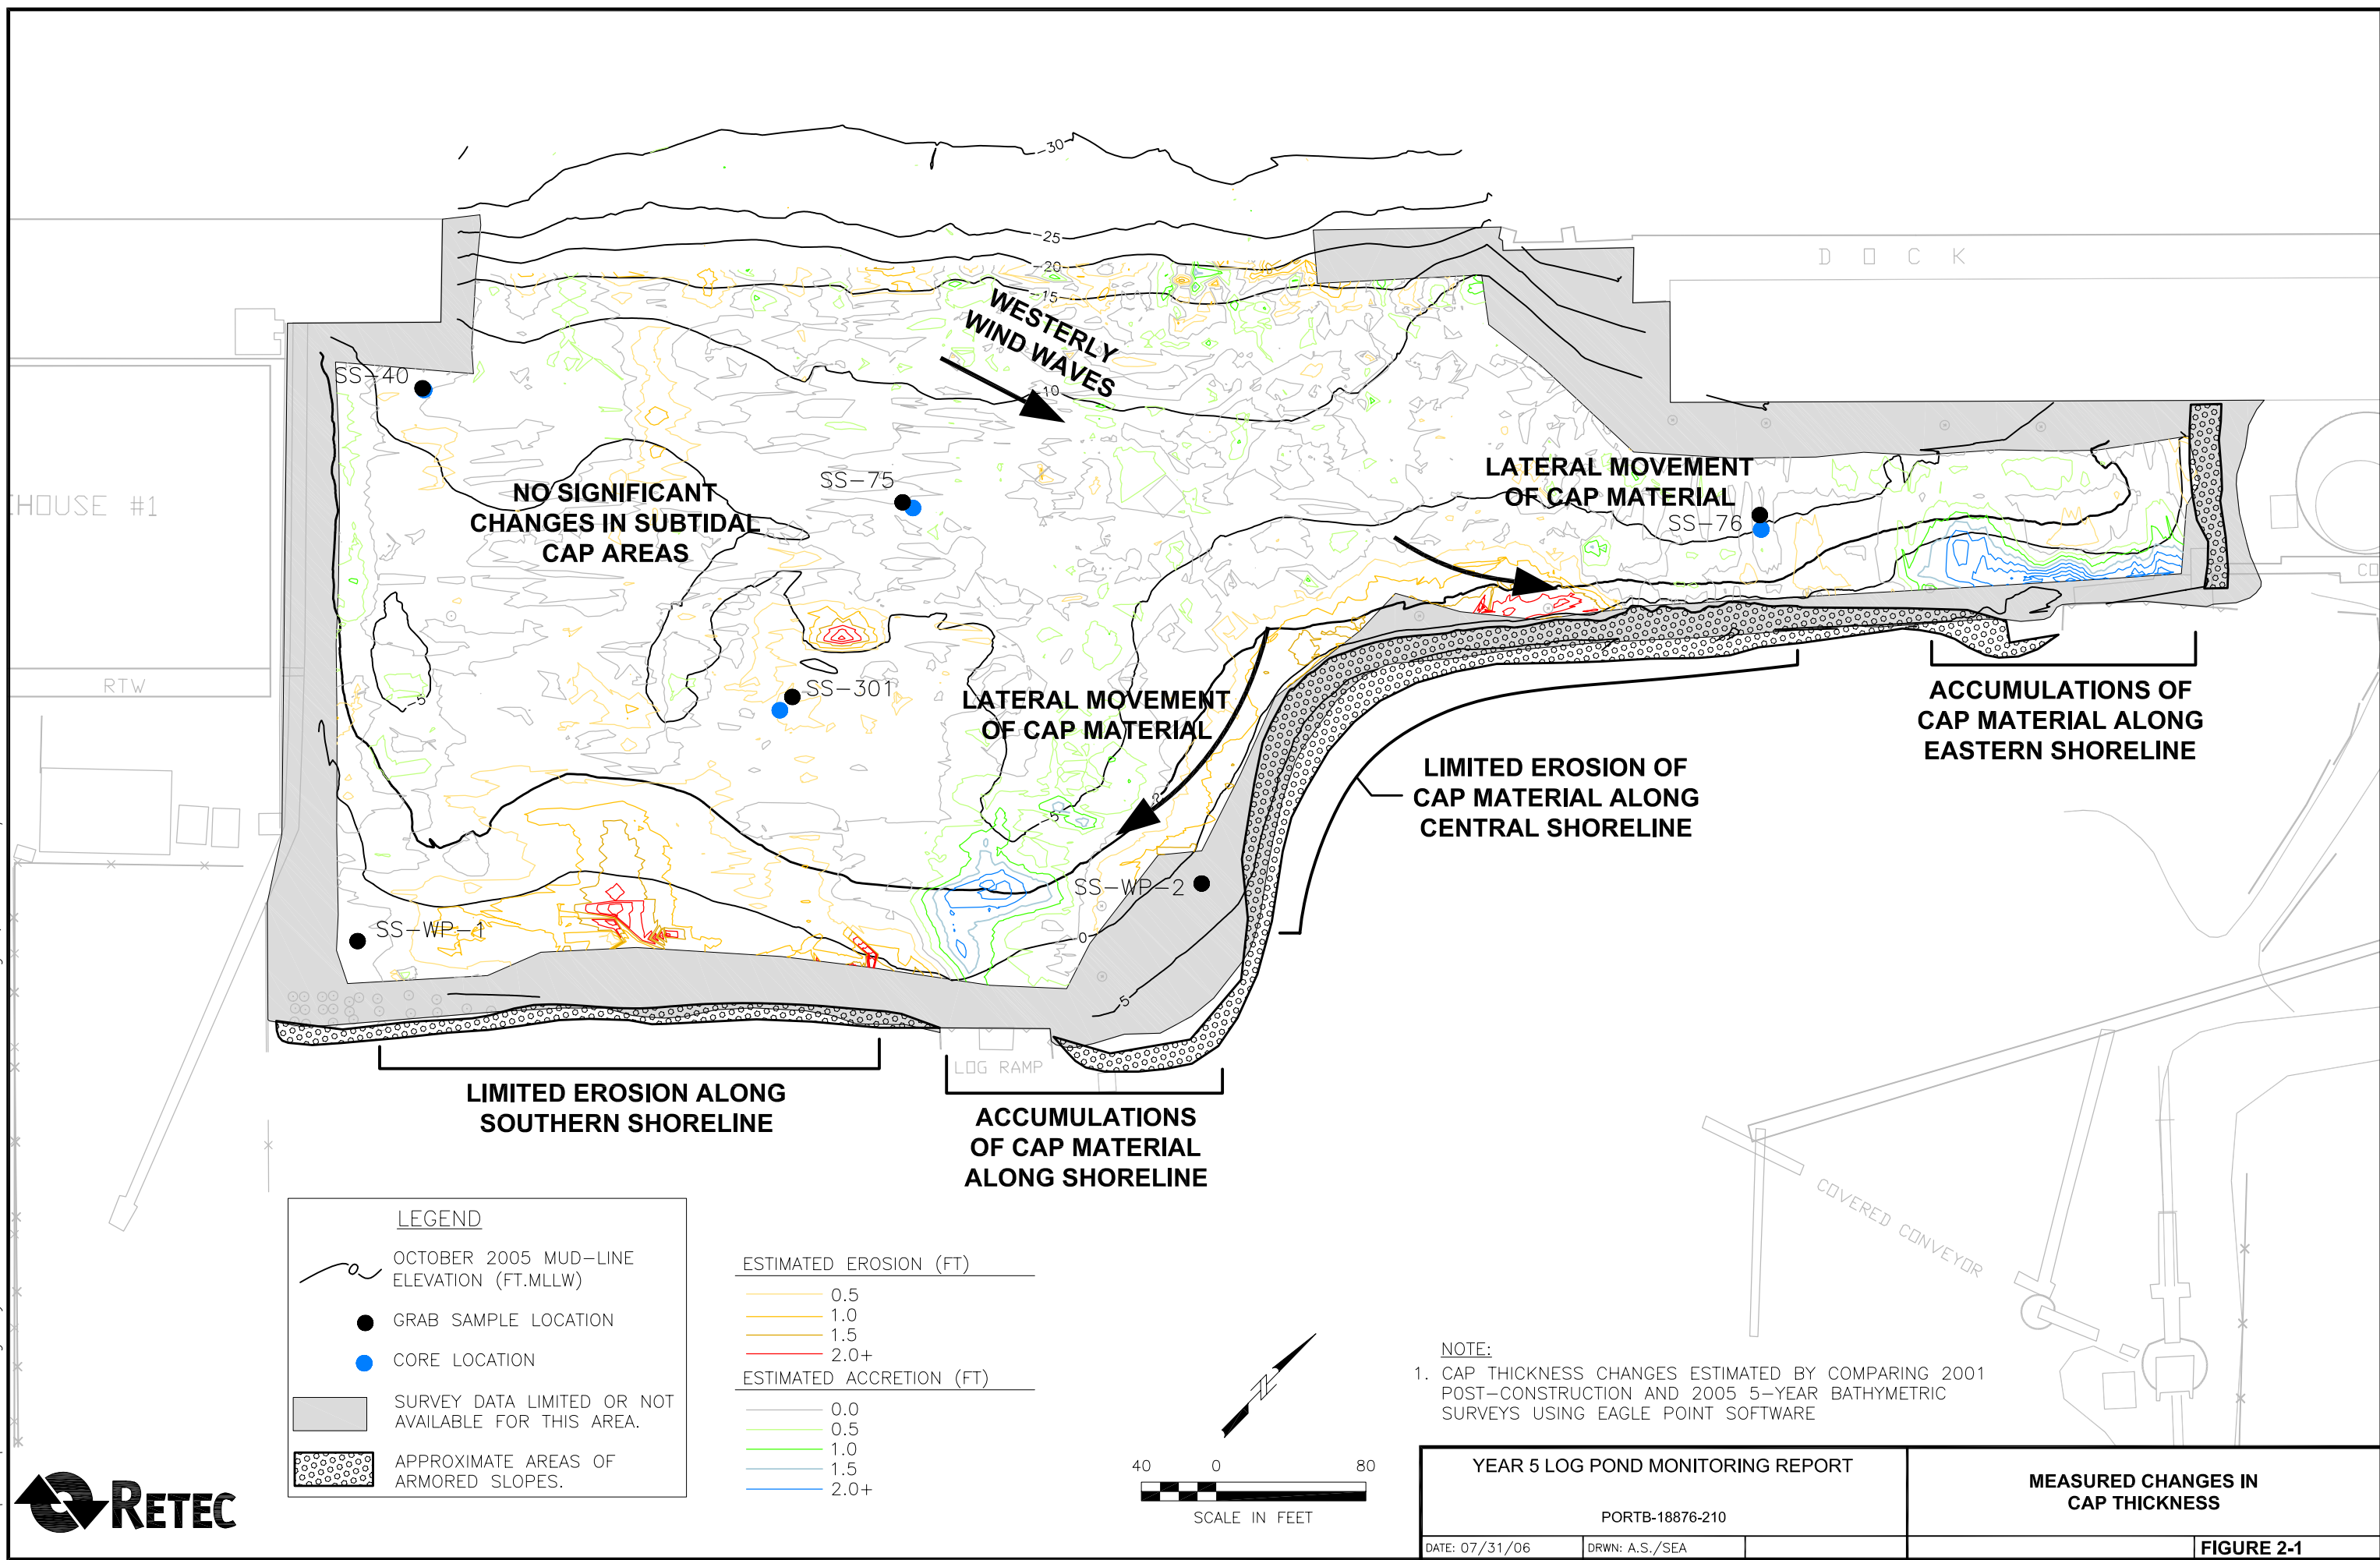 -30
-25
-20
-15
-10
DOCK
WESTERLY
WIND WAVES
SS-40
SS-75
NO SIGNIFICANT
CHANGES IN SUBTIDAL
CAP AREAS
LATERAL MOVEMENT
OF CAP MATERIAL
SS-76
HOUSE #1
RTW
-5
SS-301
LATERAL MOVEMENT
OF CAP MATERIAL
-5
SS-WP-2
SS-WP-1
0
5
LIMITED EROSION OF
CAP MATERIAL ALONG
CENTRAL SHORELINE
ACCUMULATIONS OF
CAP MATERIAL ALONG
EASTERN SHORELINE
CO
LOG RAMP
LIMITED EROSION ALONG
SOUTHERN SHORELINE
ACCUMULATIONS
OF CAP MATERIAL
ALONG SHORELINE
COVERED CONVEYOR
LEGEND
0
OCTOBER 2005 MUD-LINE
ELEVATION (FT.MLLW)
GRAB SAMPLE LOCATION
CORE LOCATION
SURVEY DATA LIMITED OR NOT
AVAILABLE FOR THIS AREA.
APPROXIMATE AREAS OF
ARMORED SLOPES.
ESTIMATED EROSION (FT)
0.5
1.0
1.5
2.0+
ESTIMATED ACCRETION (FT)
0.0
0.5
1.0
1.5
2.0+
N
40 0 80
SCALE IN FEET
NOTE:
1. CAP THICKNESS CHANGES ESTIMATED BY COMPARING 2001
POST-CONSTRUCTION AND 2005 5-YEAR BATHYMETRIC
SURVEYS USING EAGLE POINT SOFTWARE
RETEC
YEAR 5 LOG POND MONITORING REPORT
PORTB-18876-210
DATE: 07/31/06
DRWN: A.S./SEA
MEASURED CHANGES IN
CAP THICKNESS
FIGURE 2-1